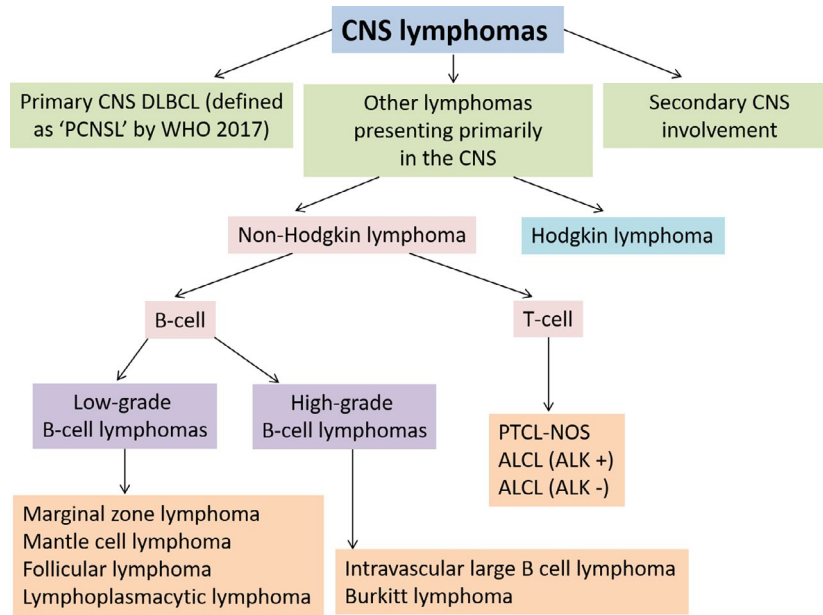 CNS lymphomas
Primary CNS DLBCL (defined
as ‘PCNSL’ by WHO 2017)
Other lymphomas
presenting primarily
in the CNS
Secondary CNS
involvement
Non-Hodgkin lymphoma
Hodgkin lymphoma
B-cell
T-cell
Low-grade
B-cell lymphomas
High-grade
B-cell lymphomas
PTCL-NOS
ALCL (ALK +)
ALCL (ALK -)
Marginal zone lymphoma
Mantle cell lymphoma
Follicular lymphoma
Lymphoplasmacytic lymphoma
Intravascular large B cell lymphoma
Burkitt lymphoma